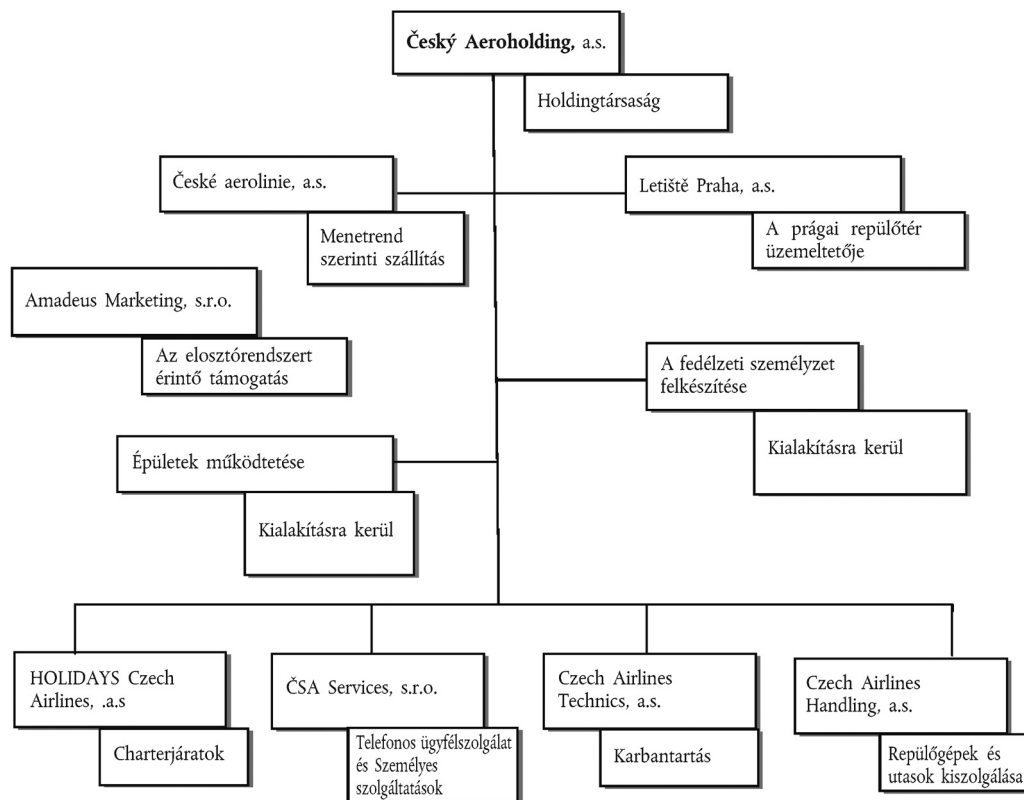 Český Aeroholding, a.s.
Holdingtársaság
České aerolinie, a.s.
Menetrend
szerinti szállítás
Letiště Praha, a.s.
A prágai repülőtér
üzemeltetője
Amadeus Marketing, s.r.o.
Az elosztórendszert
érintő támogatás
A fedélzeti személyzet
felkészítése
Kialakításra kerül
Épületek működtetése
Kialakításra kerül
HOLIDAYS Czech
Airlines, .a.s
Charterjáratok
ČSA Services, s.r.o.
Telefonos ügyfélszolgálat
és Személyes
szolgáltatások
Czech Airlines
Technics, a.s.
Karbantartás
Czech Airlines
Handling, a.s.
Repülőgépek és
utasok kiszolgálása